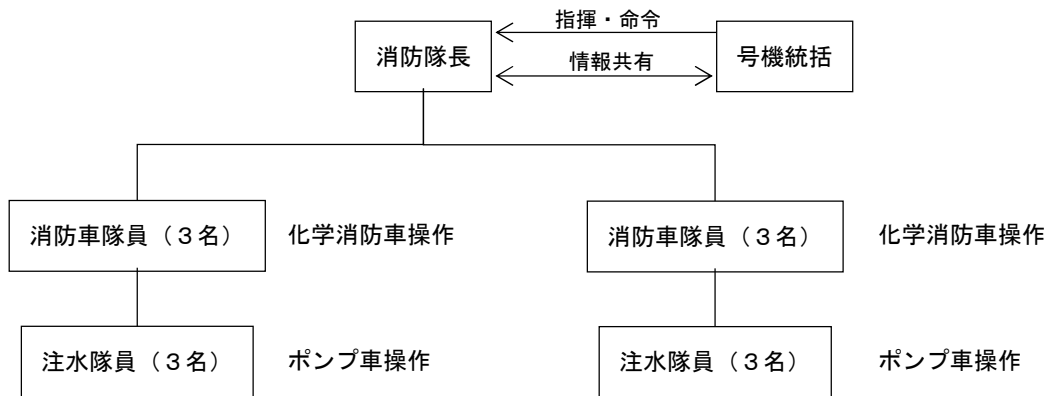 指揮・命令
消防隊長
情報共有
号機統括
消防車隊員（３名）
化学消防車操作
消防車隊員（３名）
化学消防車操作
注水隊員（３名）
ポンプ車操作
注水隊員（３名）
ポンプ車操作